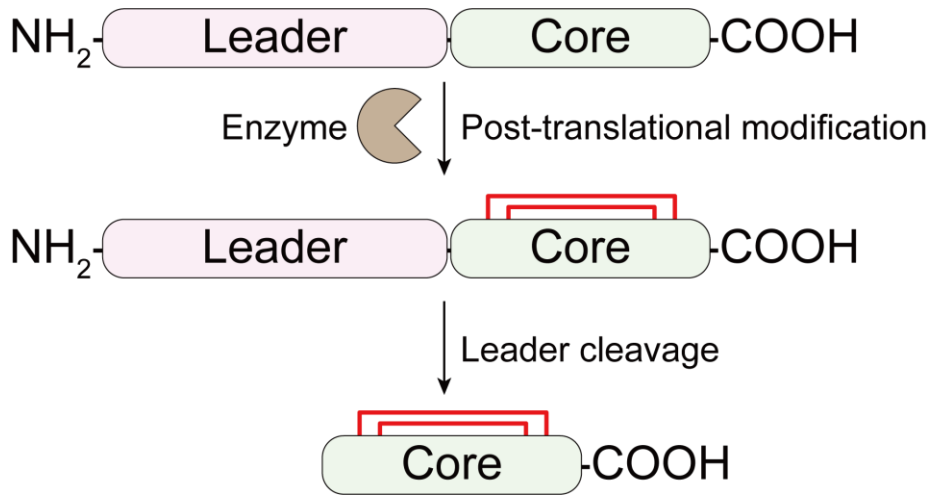 NH₂-Leader-Core-COOH
Enzyme Post-translational modification
NH₂-Leader-Core-COOH
Leader cleavage
Core-COOH